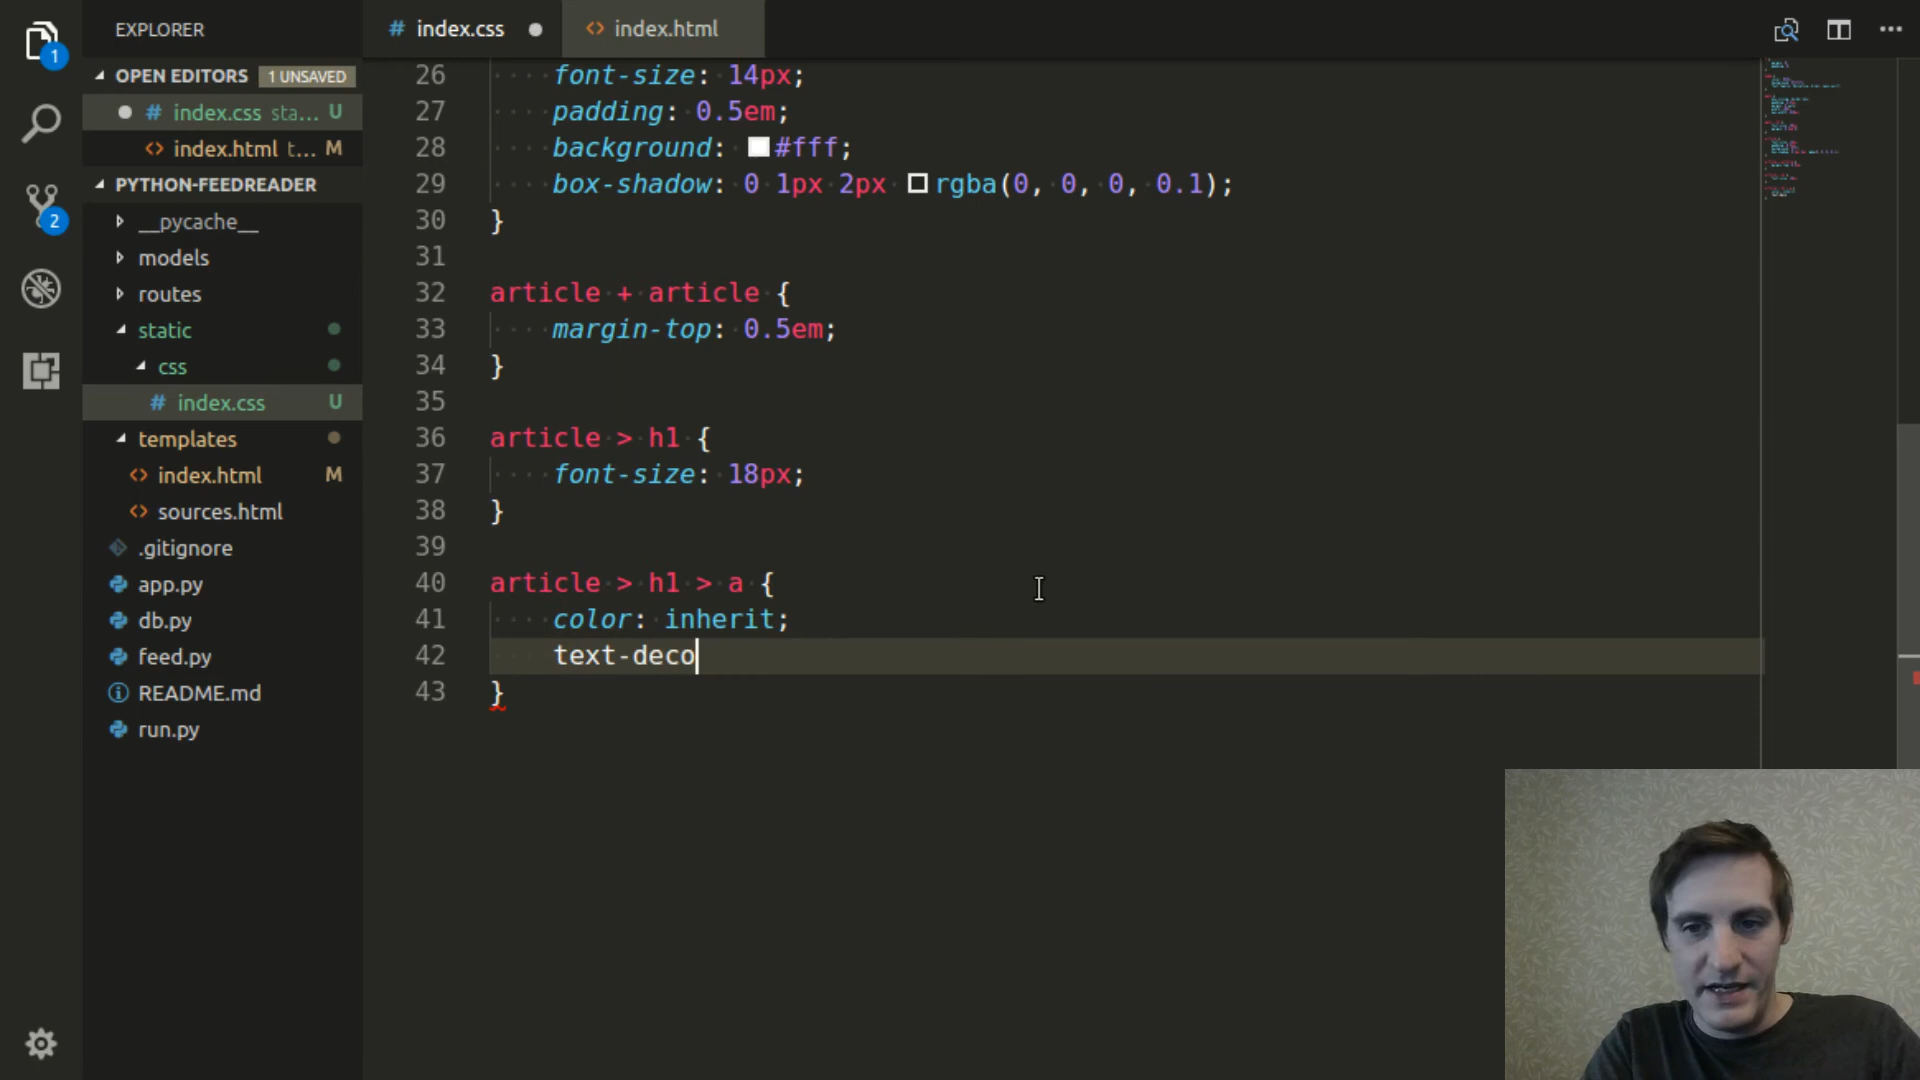 EXPLORER
# index.css
<> index.html
1
OPEN EDITORS 1 UNSAVED
# index.css sta... U
<> index.html t... M
PYTHON-FEEDREADER
__pycache__
models
routes
static
css
# index.css U
templates
<> index.html M
<> sources.html
.gitignore
app.py
db.py
feed.py
README.md
run.py
2
26 font-size: 14px;
27 padding: 0.5em;
28 background: #fff;
29 box-shadow: 0 1px 2px rgba(0, 0, 0, 0.1);
30 }
31
32 article + article {
33 margin-top: 0.5em;
34 }
35
36 article > h1 {
37 font-size: 18px;
38 }
39
40 article > h1 > a {
41 color: inherit;
42 text-deco
43 }